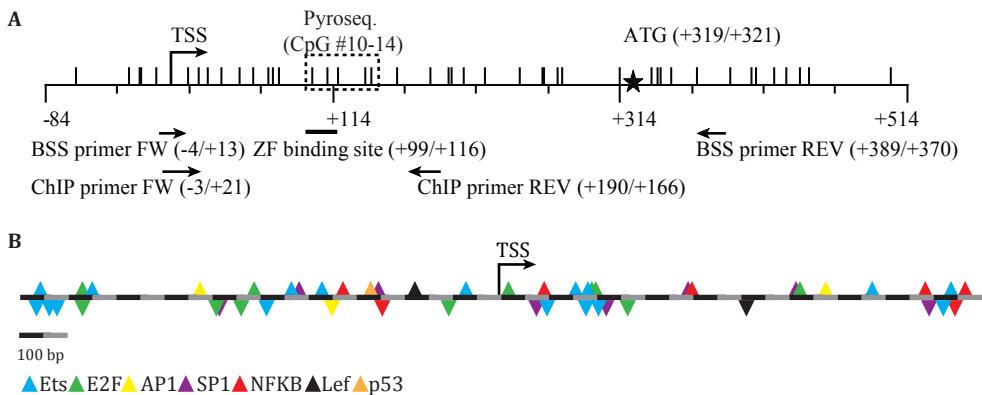 A
Pyroseq.
(CpG #10-14)
TSS
ATG (+319/+321)
-84
+114
+314
+514
BSS primer FW (-4/+13)
ZF binding site (+99/+116)
BSS primer REV (+389/+370)
ChIP primer FW (-3/+21)
ChIP primer REV (+190/+166)
B
TSS
100 bp
Ets E2F AP1 SP1 NFKB Lef p53